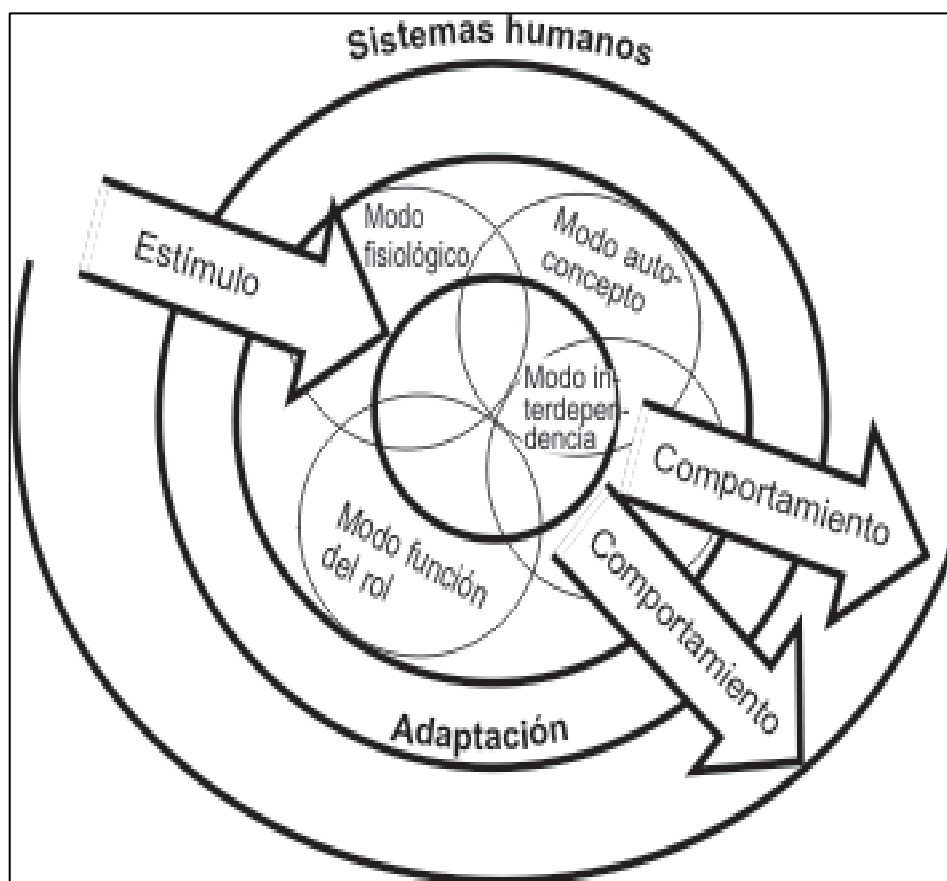 Sistemas humanos
Estímulo
Modo
fisiológico
Modo auto-
concepto
Modo in-
terdepen-
dencia
Comportamiento
Comportamiento
Modo función
del rol
Adaptación